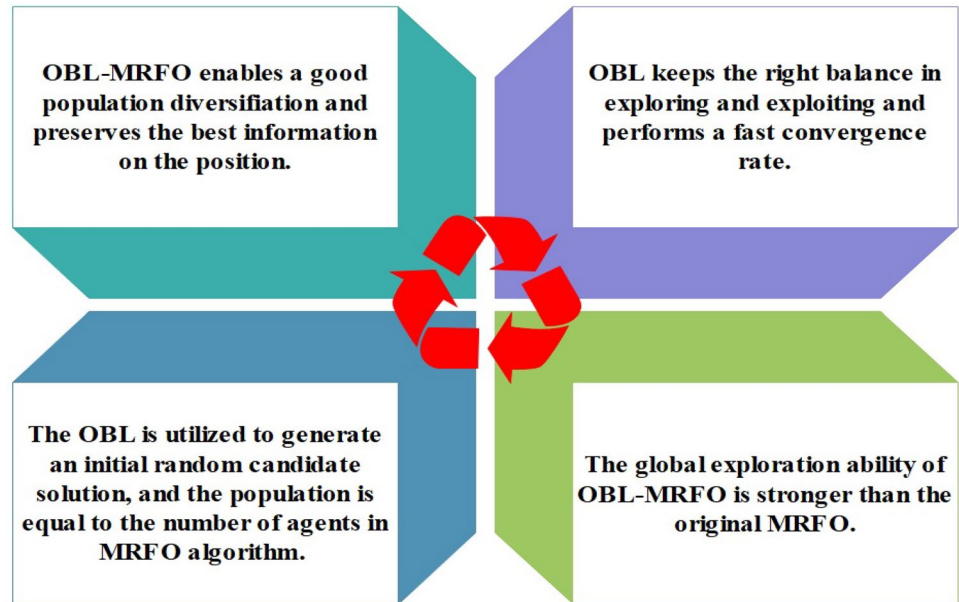 OBL-MRFO enables a good
population diversifiation and
preserves the best information
on the position.
OBL keeps the right balance in
exploring and exploiting and
performs a fast convergence
rate.
The OBL is utilized to generate
an initial random candidate
solution, and the population is
equal to the number of agents in
MRFO algorithm.
The global exploration ability of
OBL-MRFO is stronger than the
original MRFO.